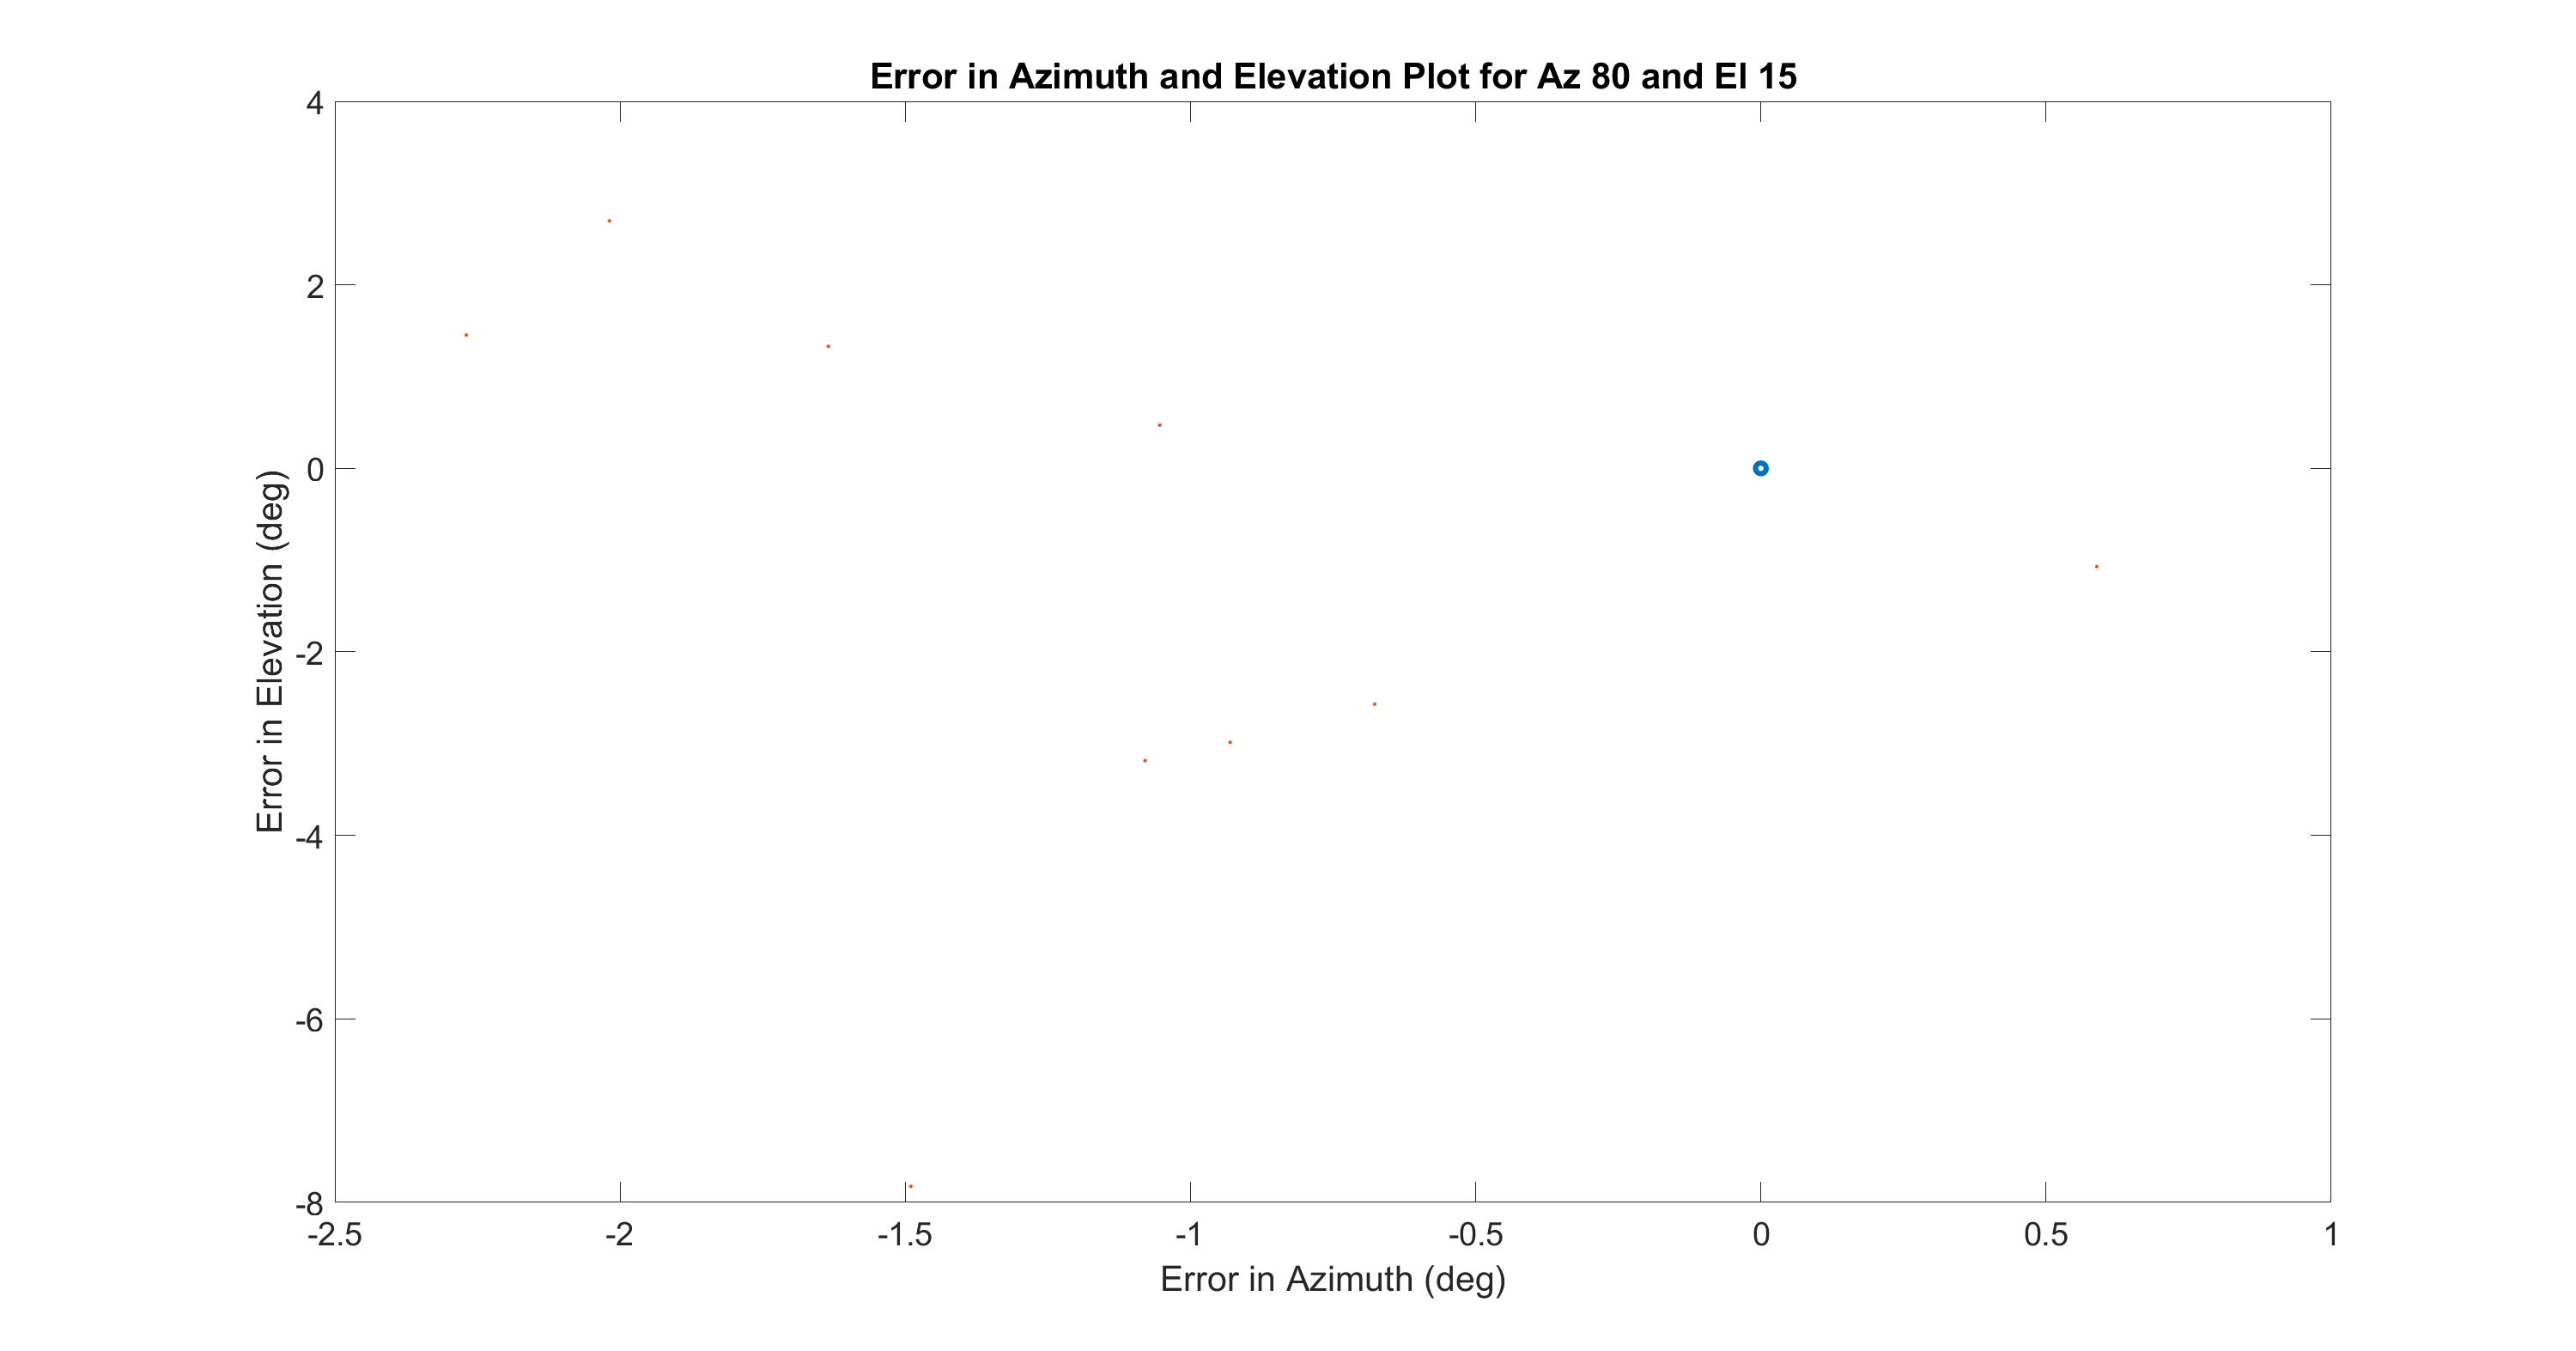 Error in Azimuth and Elevation Plot for Az 80 and El 15
4
2
0
-2
-4
-6
-8
Error in Elevation (deg)
-2.5 -2 -1.5 -1 -0.5 0 0.5 1
Error in Azimuth (deg)